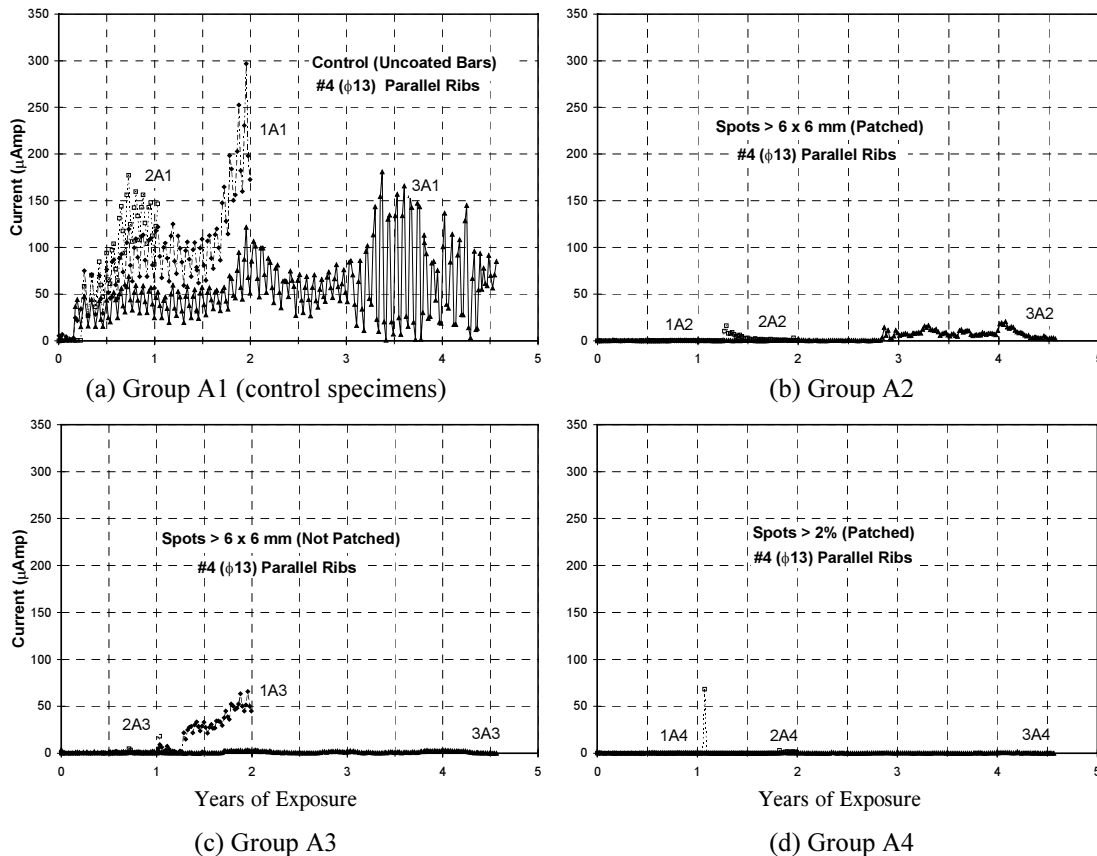 350
300
250
200
150
100
50
0
Current (μAmp)
Control (Uncoated Bars)
#4 (ϕ13) Parallel Ribs
1A1
2A1
3A1
0 1 2 3 4 5
(a) Group A1 (control specimens)
350
300
250
200
150
100
50
0
Spots > 6 x 6 mm (Patched)
#4 (ϕ13) Parallel Ribs
1A2
2A2
3A2
0 1 2 3 4 5
(b) Group A2
350
300
250
200
150
100
50
0
Current (μAmp)
Spots > 6 x 6 mm (Not Patched)
#4 (ϕ13) Parallel Ribs
1A3
2A3
3A3
0 1 2 3 4 5
Years of Exposure
(c) Group A3
350
300
250
200
150
100
50
0
Spots > 2% (Patched)
#4 (ϕ13) Parallel Ribs
1A4
2A4
3A4
0 1 2 3 4 5
Years of Exposure
(d) Group A4